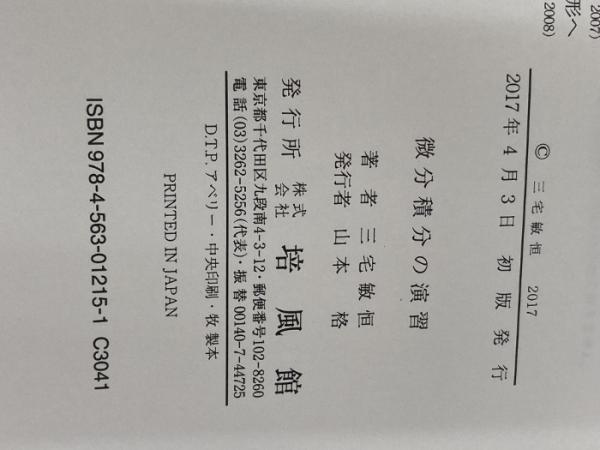 2007)
形へ
2008)
© 三宅敏恒 2017
2017年4月3日 初版発行
微分積分の演習
著者 三宅敏恒
発行者 山本 格
発行所 株式会社 培風館
東京都千代田区九段南4-3-12・郵便番号102-8260
電話(03)3262-5256(代表)・振替00140-7-44725
D.T.P. アベリー・中央印刷・牧製本
PRINTED IN JAPAN
ISBN 978-4-563-01215-1 C3041